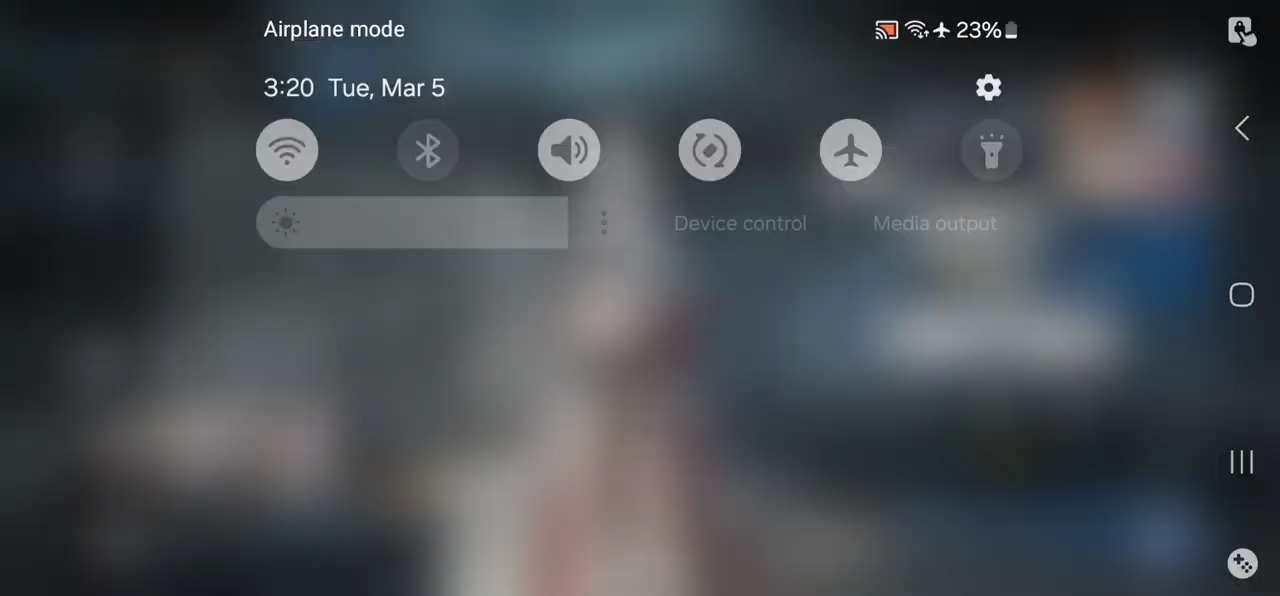 Airplane mode
23%
3:20 Tue, Mar 5
Device control
Media output